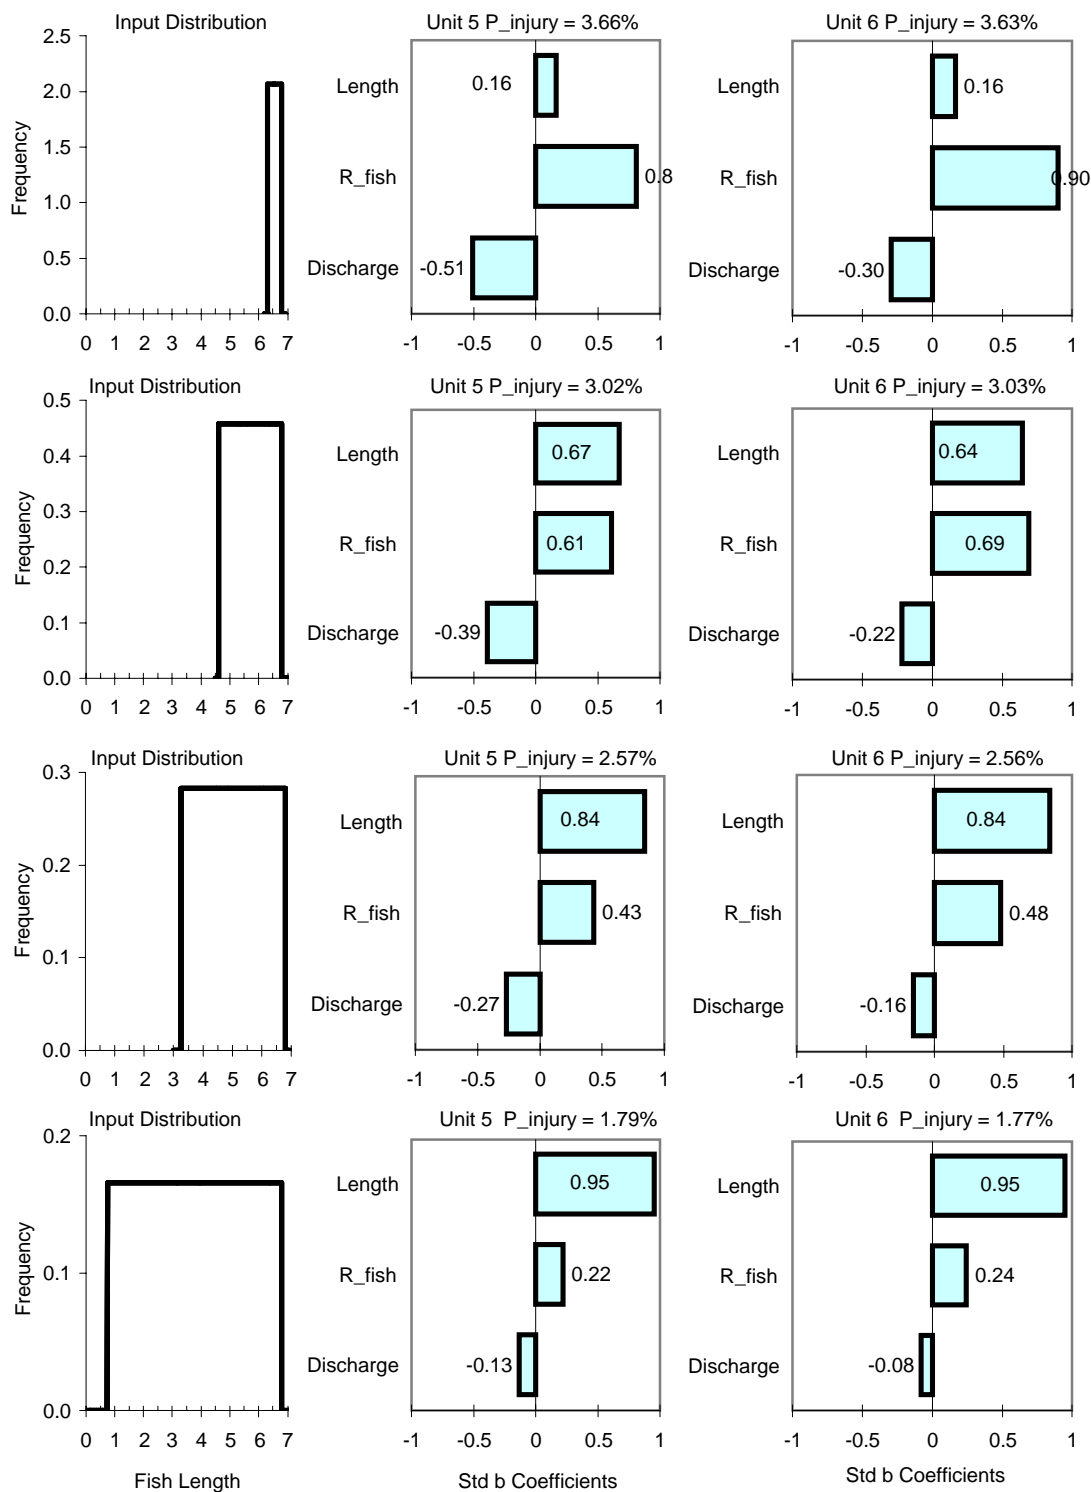 Input Distribution
2.5
2.0
1.5
1.0
0.5
0.0
Frequency
0 1 2 3 4 5 6 7
Unit 5 P_injury = 3.66%
Length
0.16
R_fish
0.8
Discharge
-0.51
-1 -0.5 0 0.5 1
Unit 6 P_injury = 3.63%
Length
0.16
R_fish
0.90
Discharge
-0.30
-1 -0.5 0 0.5 1
Input Distribution
0.5
0.4
0.3
0.2
0.1
0.0
Frequency
0 1 2 3 4 5 6 7
Unit 5 P_injury = 3.02%
Length
0.67
R_fish
0.61
Discharge
-0.39
-1 -0.5 0 0.5 1
Unit 6 P_injury = 3.03%
Length
0.64
R_fish
0.69
Discharge
-0.22
-1 -0.5 0 0.5 1
Input Distribution
0.3
0.2
0.1
0.0
Frequency
0 1 2 3 4 5 6 7
Unit 5 P_injury = 2.57%
Length
0.84
R_fish
0.43
Discharge
-0.27
-1 -0.5 0 0.5 1
Unit 6 P_injury = 2.56%
Length
0.84
R_fish
0.48
Discharge
-0.16
-1 -0.5 0 0.5 1
Input Distribution
0.2
0.1
0.0
Frequency
0 1 2 3 4 5 6 7
Fish Length
Unit 5 P_injury = 1.79%
Length
0.95
R_fish
0.22
Discharge
-0.13
-1 -0.5 0 0.5 1
Std b Coefficients
Unit 6 P_injury = 1.77%
Length
0.95
R_fish
0.24
Discharge
-0.08
-1 -0.5 0 0.5 1
Std b Coefficients